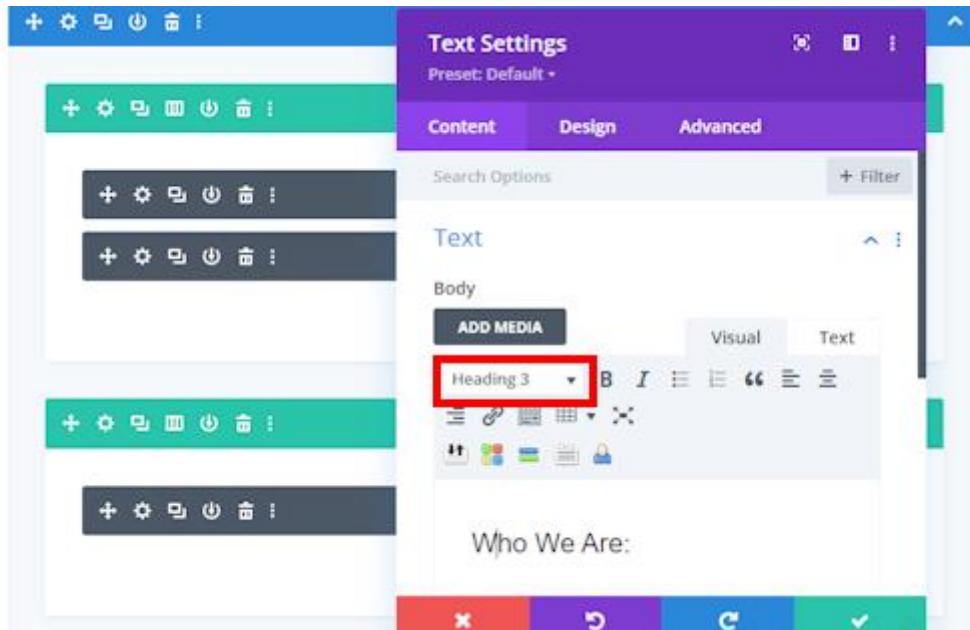 Text Settings
Preset: Default
Content Design Advanced
Search Options + Filter
Text
Body
ADD MEDIA
Visual Text
Heading 3 B I
Who We Are: